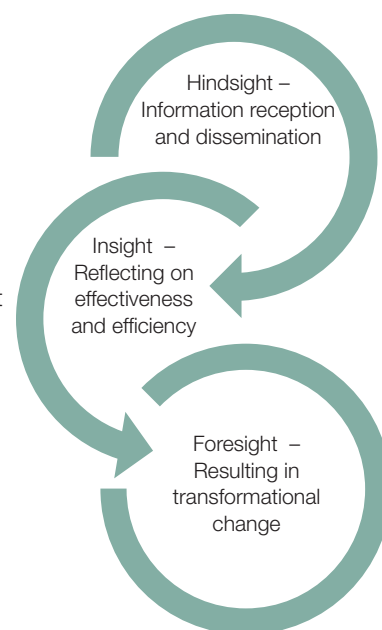 Hindsight –
Information reception
and dissemination
Insight –
Reflecting on
effectiveness
and efficiency
Foresight –
Resulting in
transformational
change